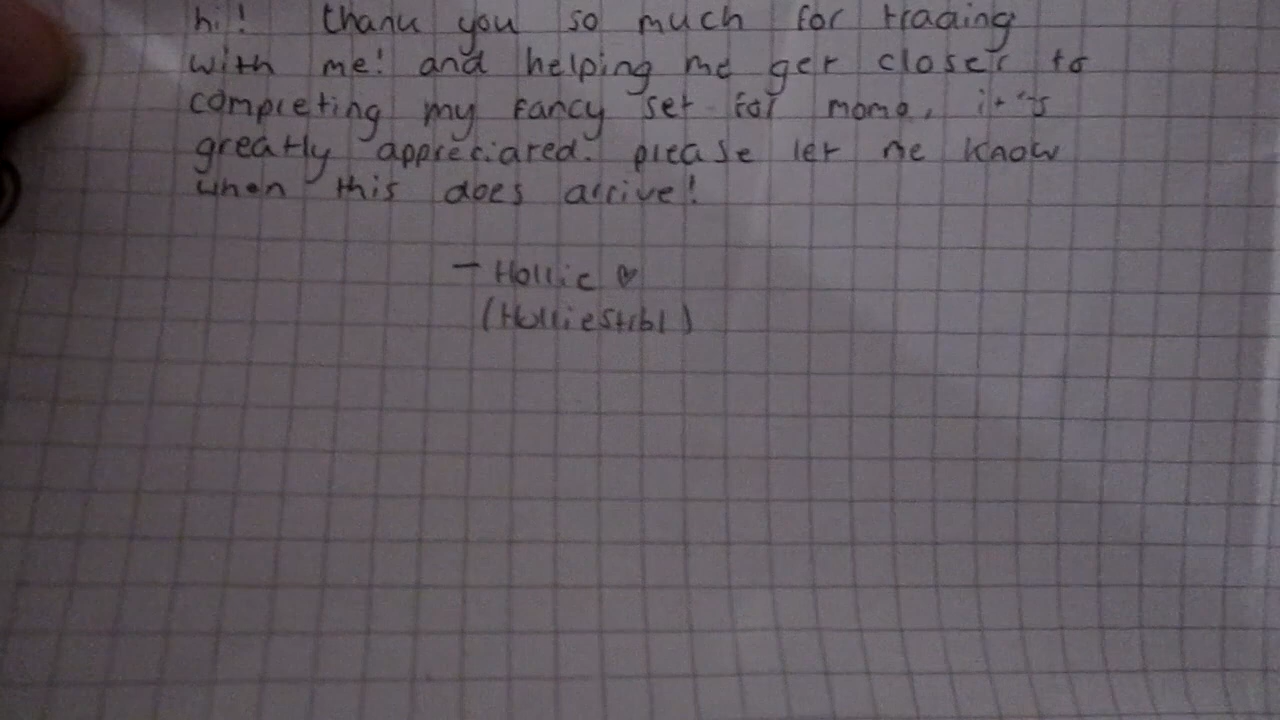 hi! thank you so much for trading
with me! and helping me get closer to
completing my fancy set for momo, it's
greatly appreciated. please let me know
when this does arrive!
- Hollie ♡
(Hollie